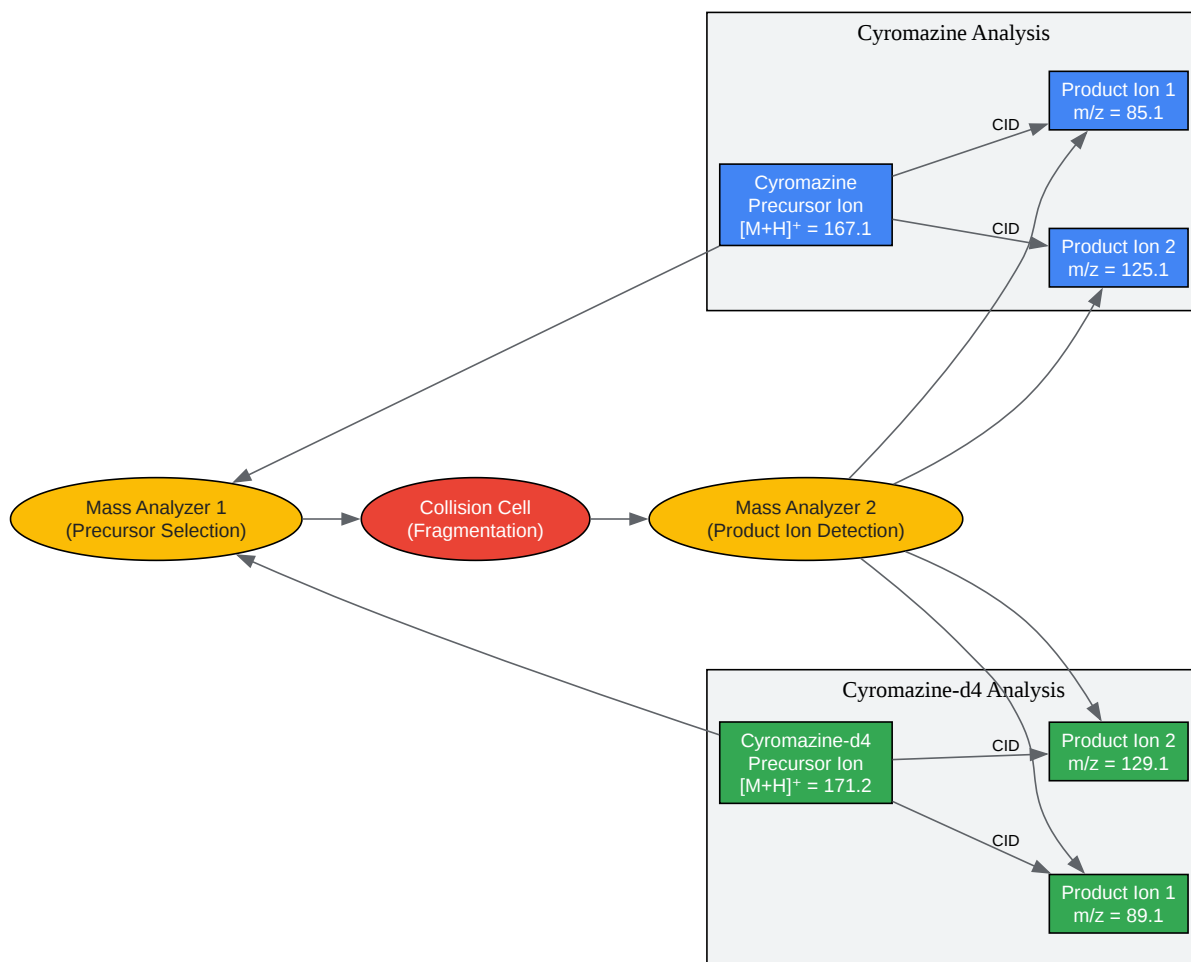 Cyromazine Analysis
Product Ion 1
m/z = 85.1
CID
Cyromazine
Precursor Ion
[M+H]⁺ = 167.1
CID
Product Ion 2
m/z = 125.1
Mass Analyzer 1
(Precursor Selection)
Collision Cell
(Fragmentation)
Mass Analyzer 2
(Product Ion Detection)
Cyromazine-d4 Analysis
Cyromazine-d4
Precursor Ion
[M+H]⁺ = 171.2
CID
Product Ion 2
m/z = 129.1
CID
Product Ion 1
m/z = 89.1